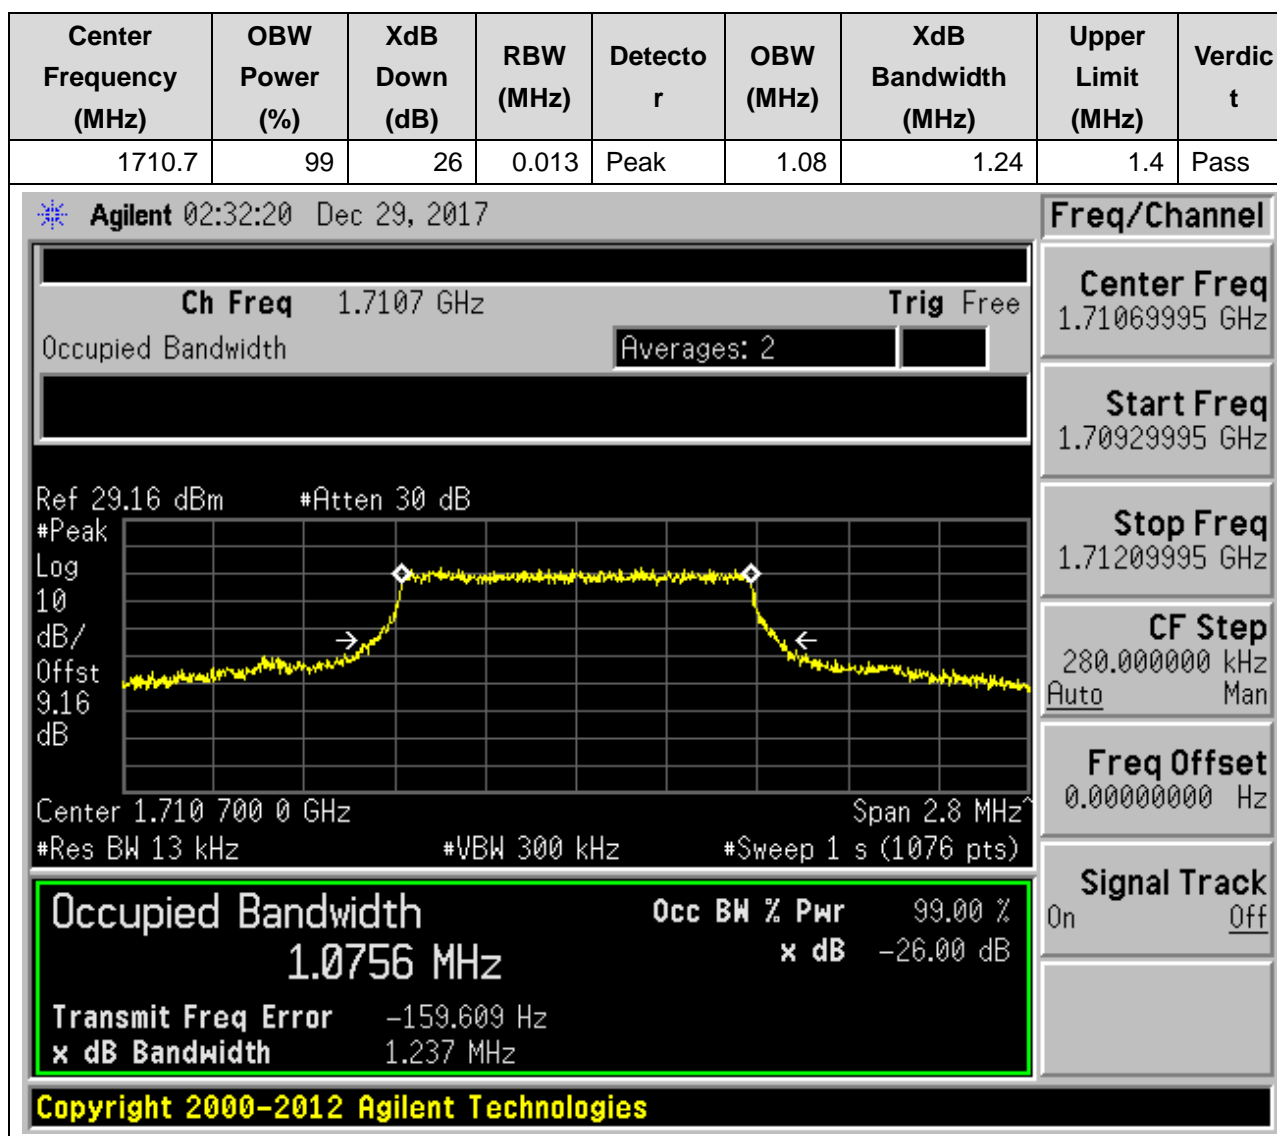 Center Frequency (MHz) OBW Power (%) XdB Down (dB) RBW (MHz) Detecto r OBW (MHz) XdB Bandwidth (MHz) Upper Limit (MHz) Verdic t
1710.7 99 26 0.013 Peak 1.08 1.24 1.4 Pass
Agilent 02:32:20 Dec 29, 2017
Ch Freq 1.7107 GHz Trig Free
Occupied Bandwidth Averages: 2
Ref 29.16 dBm #Atten 30 dB
#Peak
Log
10
dB/
Offst
9.16
dB
Center 1.710 700 0 GHz Span 2.8 MHz^
#Res BW 13 kHz #VBW 300 kHz #Sweep 1 s (1076 pts)
Occupied Bandwidth Occ BW % Pwr 99.00 %
1.0756 MHz x dB -26.00 dB
Transmit Freq Error -159.609 Hz
x dB Bandwidth 1.237 MHz
Copyright 2000-2012 Agilent Technologies
Freq/Channel
Center Freq
1.71069995 GHz
Start Freq
1.70929995 GHz
Stop Freq
1.71209995 GHz
CF Step
280.000000 kHz
Auto Man
Freq Offset
0.00000000 Hz
Signal Track
On Off